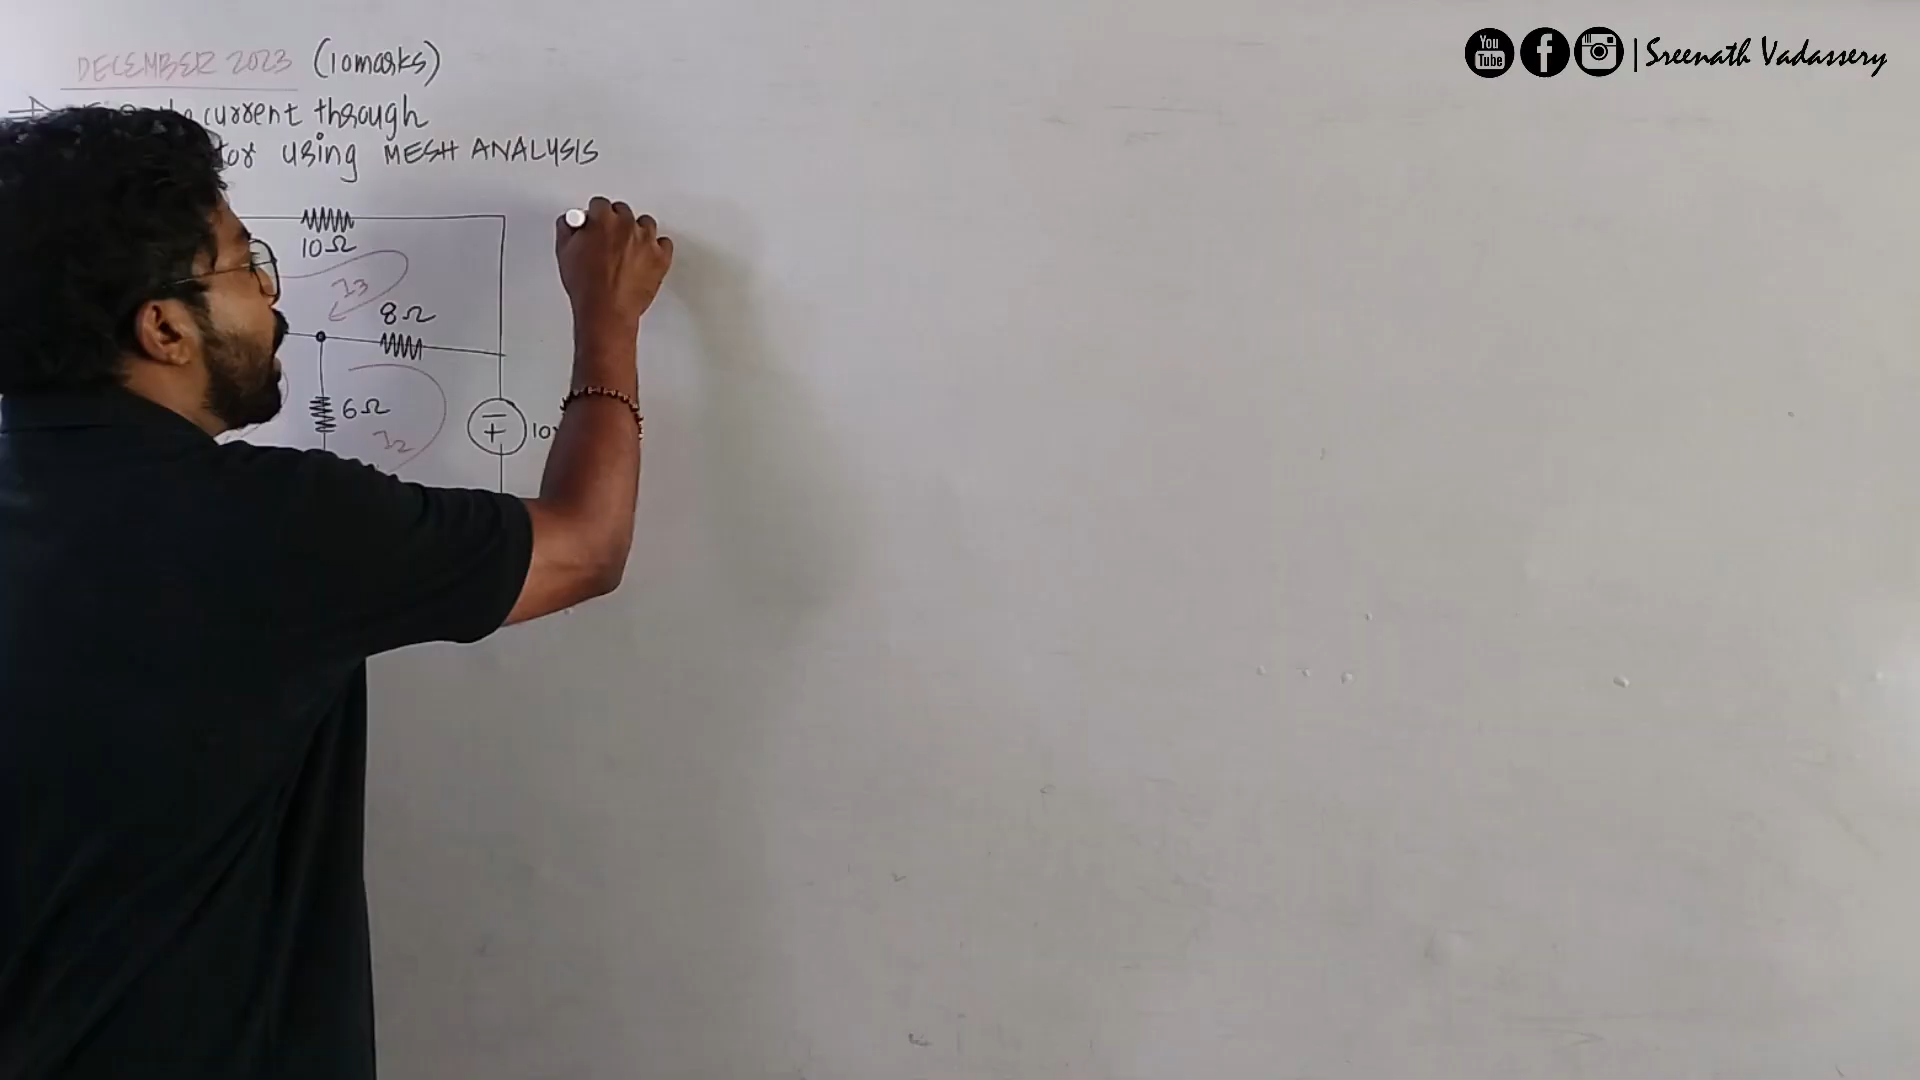 You
Tube
| Sreenath Vadassery
DECEMBER 2023 (10marks)
current through
using MESH ANALYSIS
10Ω
I3
8Ω
6Ω
I2